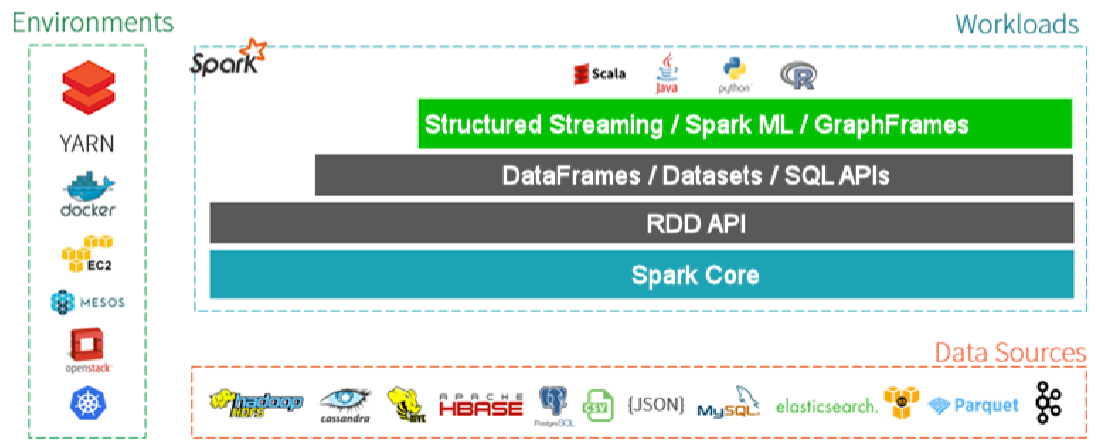 Environments
Workloads
Spark
Scala
Java
python
R
Structured Streaming / Spark ML / GraphFrames
YARN
DataFrames / Datasets / SQL APIs
docker
RDD API
EC2
Spark Core
MESOS
openstack
Data Sources
hadoop
HDFS
cassandra
HIVE
APACHE
HBASE
PostgreSQL
CSV
{JSON}
MySQL
elasticsearch.
Parquet